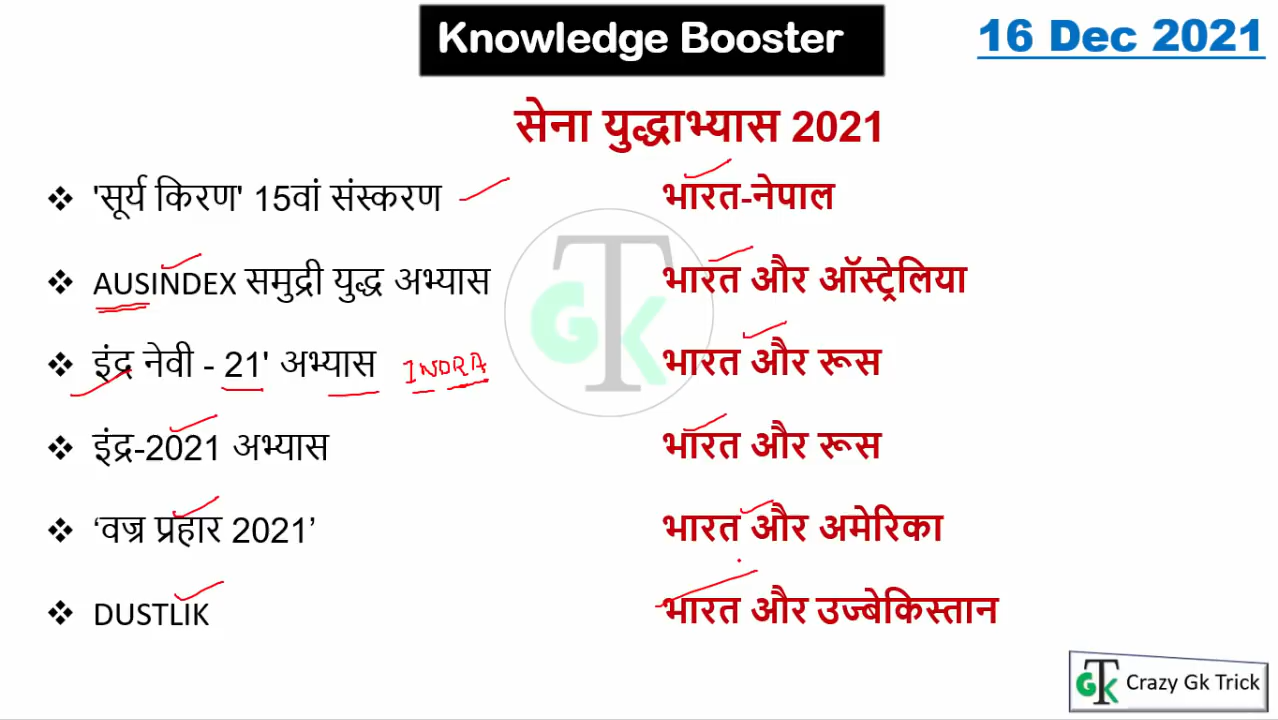 Knowledge Booster
16 Dec 2021
सेना युद्धाभ्यास 2021
❖ 'सूर्य किरण' 15वां संस्करण भारत-नेपाल
❖ AUSINDEX समुद्री युद्ध अभ्यास भारत और ऑस्ट्रेलिया
❖ इंद्र नेवी - 21' अभ्यास INDRA भारत और रूस
❖ इंद्र-2021 अभ्यास भारत और रूस
❖ ‘वज्र प्रहार 2021’ भारत और अमेरिका
❖ DUSTLIK भारत और उज्बेकिस्तान
GTK
GTK Crazy Gk Trick